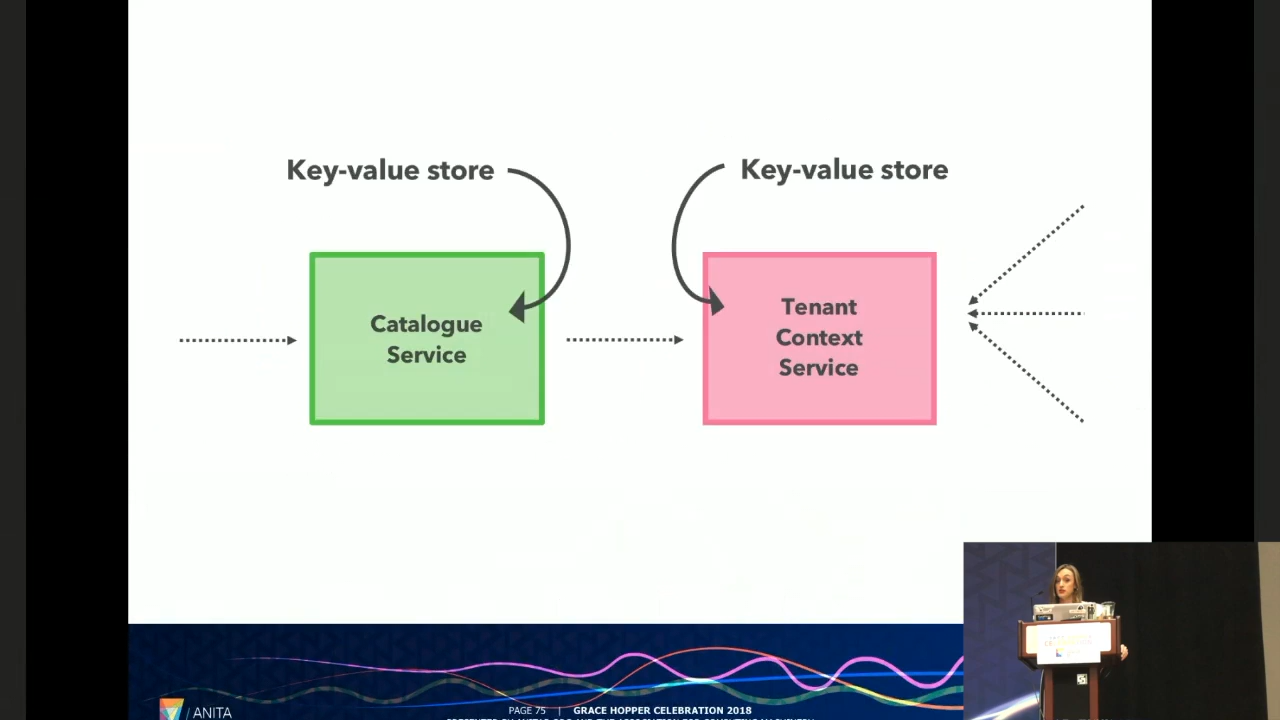 Key-value store
Key-value store
Catalogue
Service
Tenant
Context
Service
/ ANITA
PAGE 75 | GRACE HOPPER CELEBRATION 2018